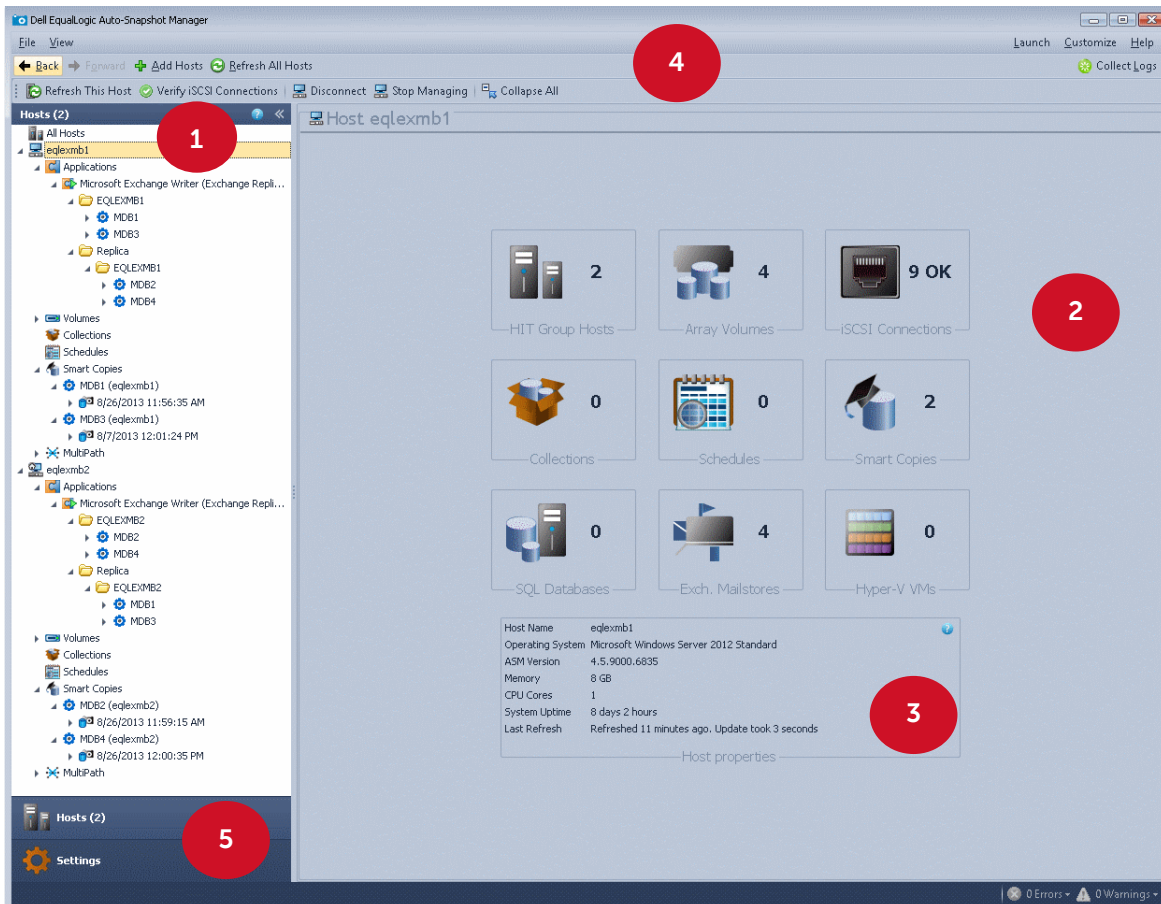 Dell EqualLogic Auto-Snapshot Manager
File View
Launch Customize Help
Back Forward Add Hosts Refresh All Hosts
Collect Logs
Refresh This Host Verify iSCSI Connections Disconnect Stop Managing Collapse All
4
Hosts (2)
1
All Hosts
eqlexmb1
Applications
Microsoft Exchange Writer (Exchange Repli...
EQLEXMB1
MDB1
MDB3
Replica
EQLEXMB1
MDB2
MDB4
Volumes
Collections
Schedules
Smart Copies
MDB1 (eqlexmb1)
8/26/2013 11:56:35 AM
MDB3 (eqlexmb1)
8/7/2013 12:01:24 PM
MultiPath
eqlexmb2
Applications
Microsoft Exchange Writer (Exchange Repli...
EQLEXMB2
MDB2
MDB4
Replica
EQLEXMB2
MDB1
MDB3
Volumes
Collections
Schedules
Smart Copies
MDB2 (eqlexmb2)
8/26/2013 11:59:15 AM
MDB4 (eqlexmb2)
8/26/2013 12:00:35 PM
MultiPath
Hosts (2)
5
Settings
Host eqlexmb1
2
HIT Group Hosts
4
Array Volumes
9 OK
iSCSI Connections
2
0
Collections
0
Schedules
2
Smart Copies
0
SQL Databases
4
Exch. Mailstores
0
Hyper-V VMs
Host Name eqlexmb1
Operating System Microsoft Windows Server 2012 Standard
ASM Version 4.5.9000.6835
Memory 8 GB
CPU Cores 1
System Uptime 8 days 2 hours
Last Refresh Refreshed 11 minutes ago. Update took 3 seconds
3
Host properties
0 Errors 0 Warnings